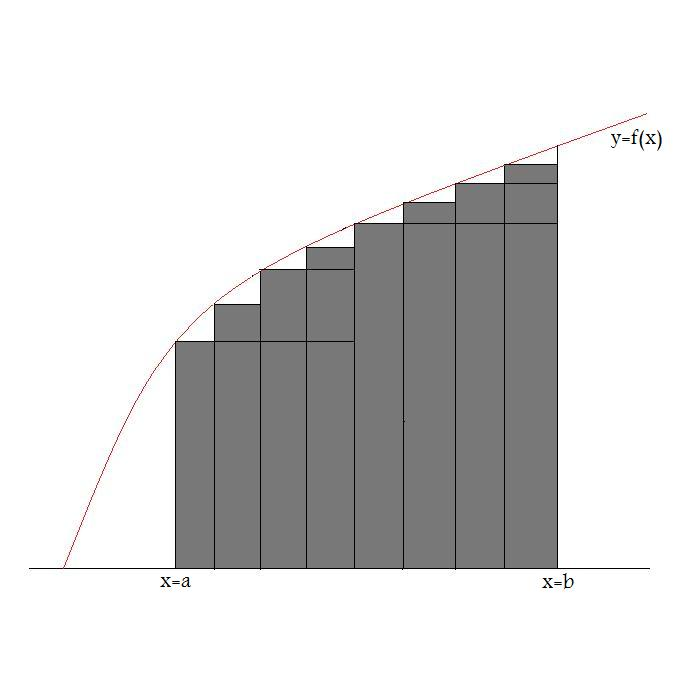 y=f(x)
x=a
x=b